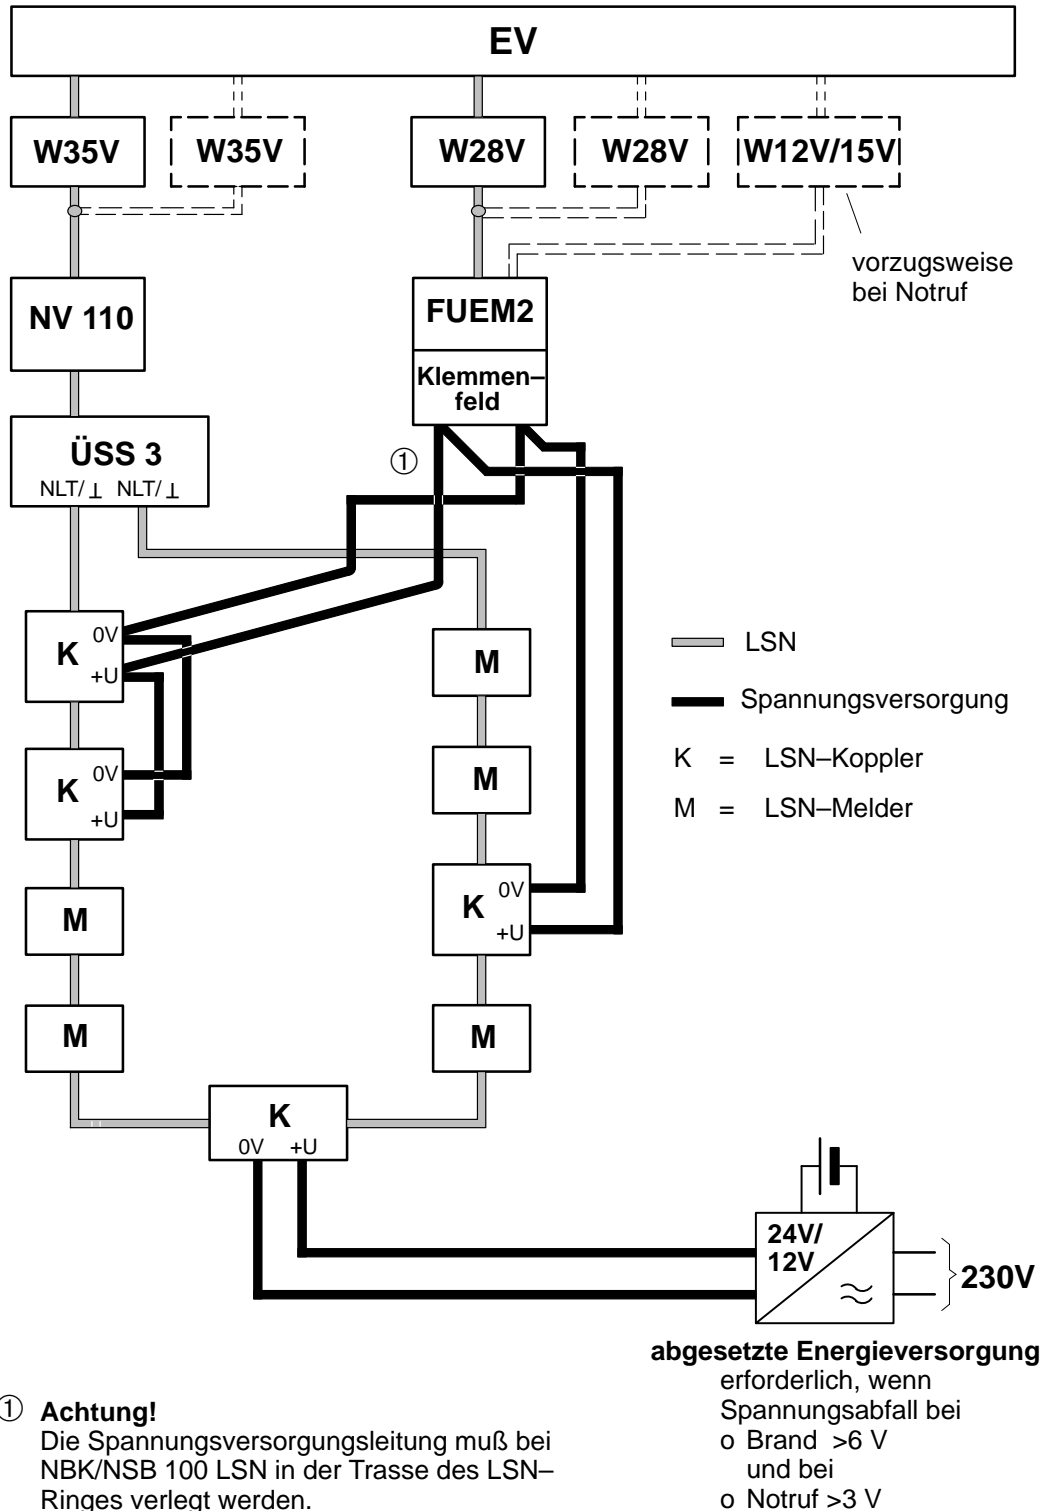 EV
W35V
W35V
W28V
W28V
W12V/15V
vorzugsweise
bei Notruf
NV 110
FUEM2
Klemmen–
feld
ÜSS 3
NLT/⊥ NLT/⊥
①
K 0V
+U
M
LSN
Spannungsversorgung
K = LSN–Koppler
M = LSN–Melder
K 0V
+U
M
K 0V
+U
M
M
M
K
0V +U
24V/
12V
230V
abgesetzte Energieversorgung
erforderlich, wenn
Spannungsabfall bei
o Brand >6 V
und bei
o Notruf >3 V
① Achtung!
Die Spannungsversorgungsleitung muß bei
NBK/NSB 100 LSN in der Trasse des LSN–
Ringes verlegt werden.